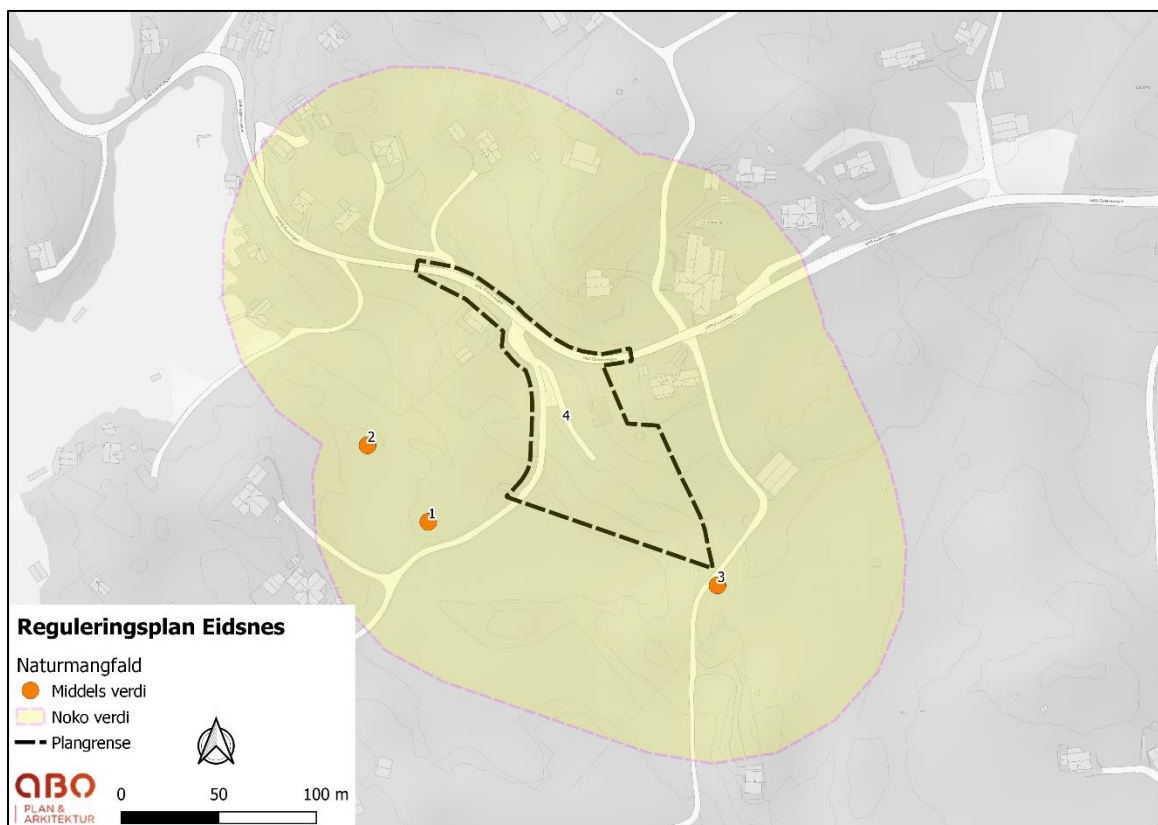 4
2
1
3
Reguleringsplan Eidsnes
Naturmangfald
Middels verdi
Noko verdi
Plangrense
ABO
PLAN &
ARKITEKTUR
0 50 100 m